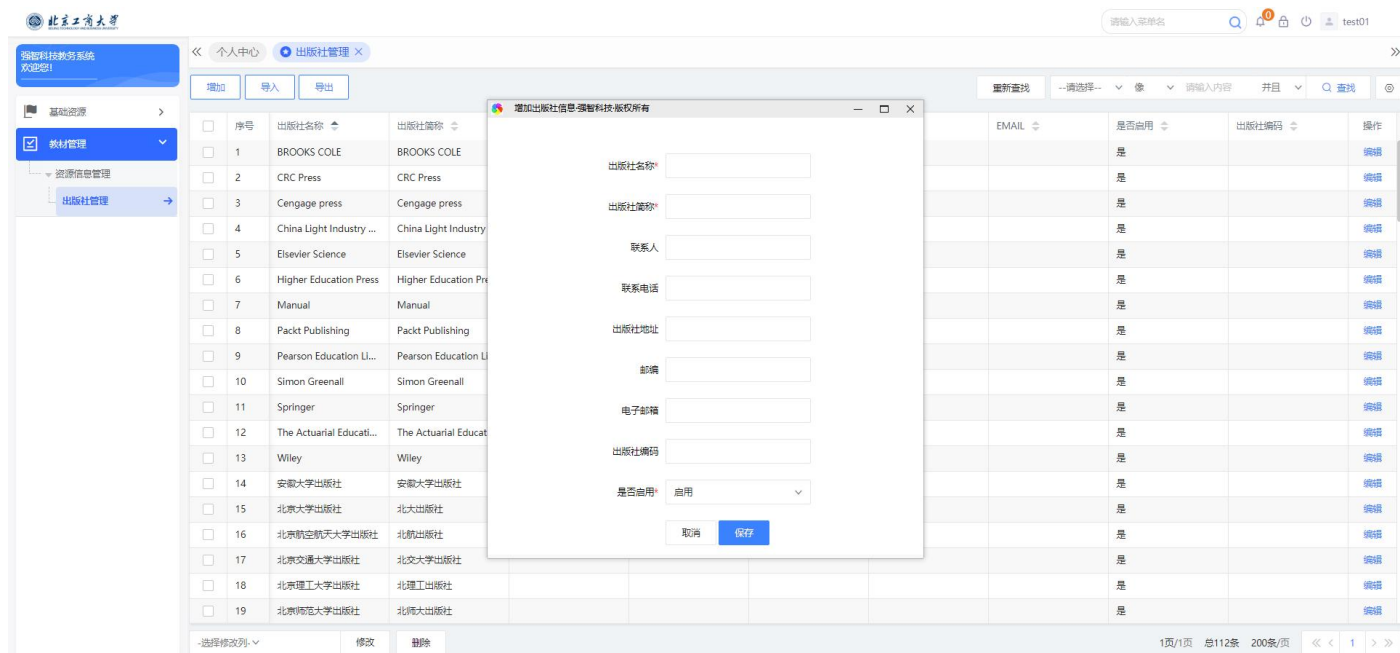 北京工商大学
请输入菜单名
0
test01
强智科技教务系统
欢迎您!
个人中心
出版社管理
增加
导入
导出
重新查找
--请选择--
像
请输入内容
并且
查找
基础资源
教材管理
资源信息管理
出版社管理
序号 出版社名称 出版社简称 EMAIL 是否启用 出版社编码 操作
1 BROOKS COLE BROOKS COLE 是 编辑
2 CRC Press CRC Press 是 编辑
3 Cengage press Cengage press 是 编辑
4 China Light Industry ... China Light Industry 是 编辑
5 Elsevier Science Elsevier Science 是 编辑
6 Higher Education Press Higher Education Pre 是 编辑
7 Manual Manual 是 编辑
8 Packt Publishing Packt Publishing 是 编辑
9 Pearson Education Li... Pearson Education Li 是 编辑
10 Simon Greenall Simon Greenall 是 编辑
11 Springer Springer 是 编辑
12 The Actuarial Educati... The Actuarial Educat 是 编辑
13 Wiley Wiley 是 编辑
14 安徽大学出版社 安徽大学出版社 是 编辑
15 北京大学出版社 北大出版社 是 编辑
16 北京航空航天大学出版社 北航出版社 是 编辑
17 北京交通大学出版社 北交大学出版社 是 编辑
18 北京理工大学出版社 北理工出版社 是 编辑
19 北京师范大学出版社 北师大出版社 是 编辑
增加出版社信息-强智科技-版权所有
出版社名称*
出版社简称*
联系人
联系电话
出版社地址
邮编
电子邮箱
出版社编码
是否启用* 启用
取消 保存
-选择修改列-
修改
删除
1页/1页 总112条 200条/页 1